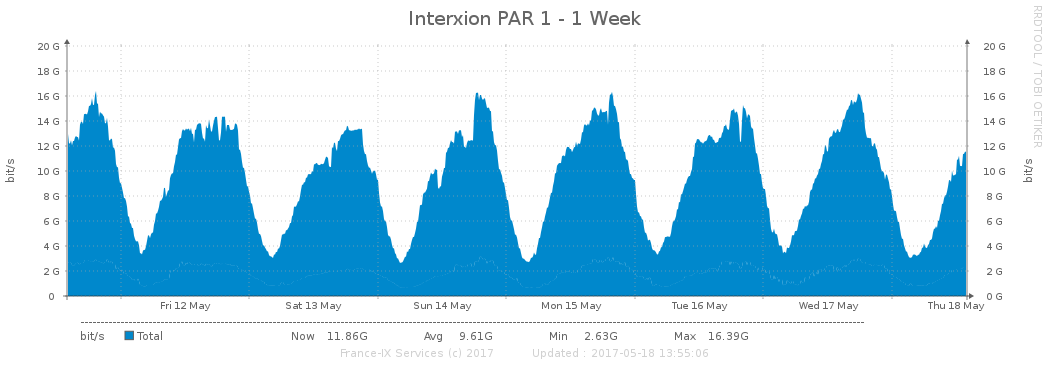 Interxion PAR 1 - 1 Week
RRDTOOL / TOBI OETIKER
20 G 20 G
18 G 18 G
16 G 16 G
14 G 14 G
12 G 12 G
10 G 10 G
8 G 8 G
6 G 6 G
4 G 4 G
2 G 2 G
0 0 G
bit/s bit/s
Fri 12 May Sat 13 May Sun 14 May Mon 15 May Tue 16 May Wed 17 May Thu 18 May
bit/s Total Now 11.86G Avg 9.61G Min 2.63G Max 16.39G
France-IX Services (c) 2017 Updated : 2017-05-18 13:55:06